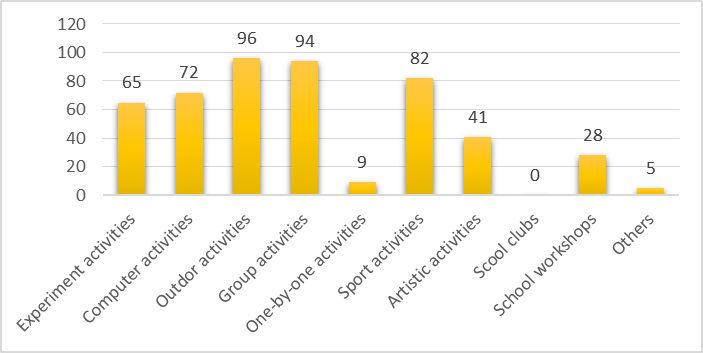 120
100
80
60
40
20
0
65
72
96
94
9
82
41
0
28
5
Experiment activities
Computer activities
Outdor activities
Group activities
One-by-one activities
Sport activities
Artistic activities
Scool clubs
School workshops
Others